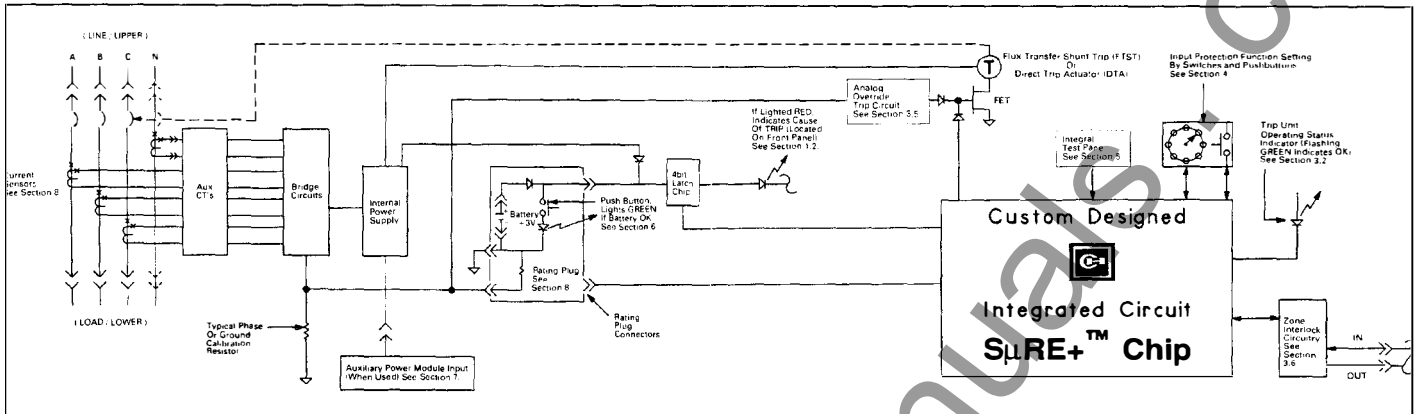 ( LINE / UPPER )
A B C N
Current
Sensors
See Section 8
Aux
CT's
Bridge
Circuits
Internal
Power
Supply
( LOAD / LOWER )
Typical Phase
Or Ground
Calibration
Resistor
Auxiliary Power Module Input
(When Used) See Section 7.
Battery
+3V
Push Button,
Lights GREEN
If Battery OK
See Section 6
Rating Plug
See
Section 8
Rating
Plug
Connectors
4bit
Latch
Chip
If Lighted RED
Indicates Cause
Of TRIP (Located
On Front Panel)
See Section 3.2.
Analog
Override
Trip Circuit
See Section 3.5
T
Flux Transfer Shunt Trip (FTST)
Or
Direct Trip Actuator (DTA)
FET
Integral
Test Pane
See Section 5
Input Protection Function Setting
By Switches and Pushbuttons
See Section 4
Trip Unit
Operating Status
Indicator (Flashing
GREEN Indicates OK)
See Section 3.2
Custom Designed
Integrated Circuit
SµRE+™ Chip
Zone
Interlock
Circuitry
See
Section
3.6
IN
OUT
nuals.c